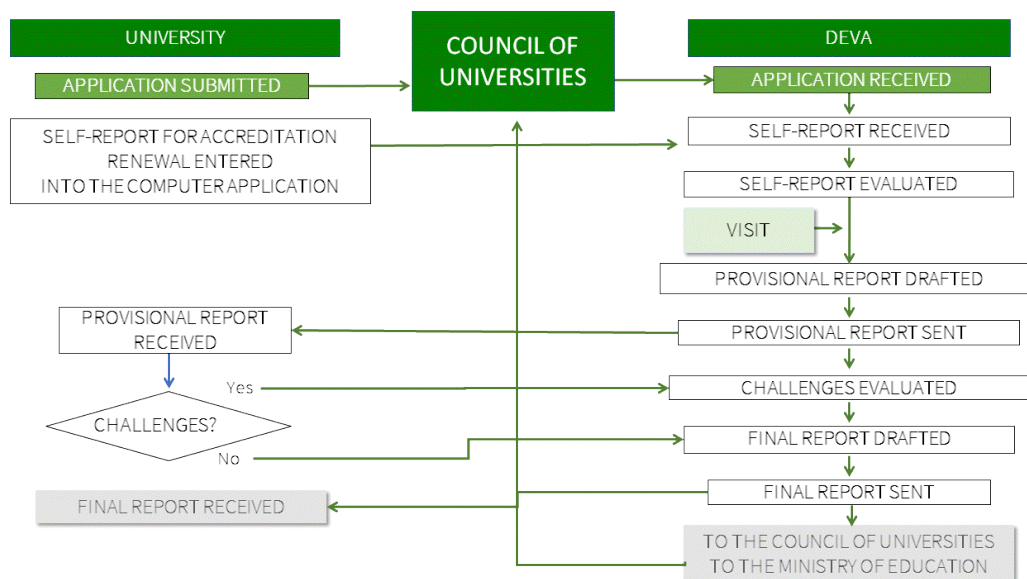 UNIVERSITY
COUNCIL OF
UNIVERSITIES
DEVA
APPLICATION SUBMITTED
APPLICATION RECEIVED
SELF-REPORT FOR ACCREDITATION
RENEWAL ENTERED
INTO THE COMPUTER APPLICATION
SELF-REPORT RECEIVED
SELF-REPORT EVALUATED
VISIT
PROVISIONAL REPORT DRAFTED
PROVISIONAL REPORT
RECEIVED
PROVISIONAL REPORT SENT
Yes
CHALLENGES EVALUATED
CHALLENGES?
No
FINAL REPORT DRAFTED
FINAL REPORT SENT
FINAL REPORT RECEIVED
TO THE COUNCIL OF UNIVERSITIES
TO THE MINISTRY OF EDUCATION